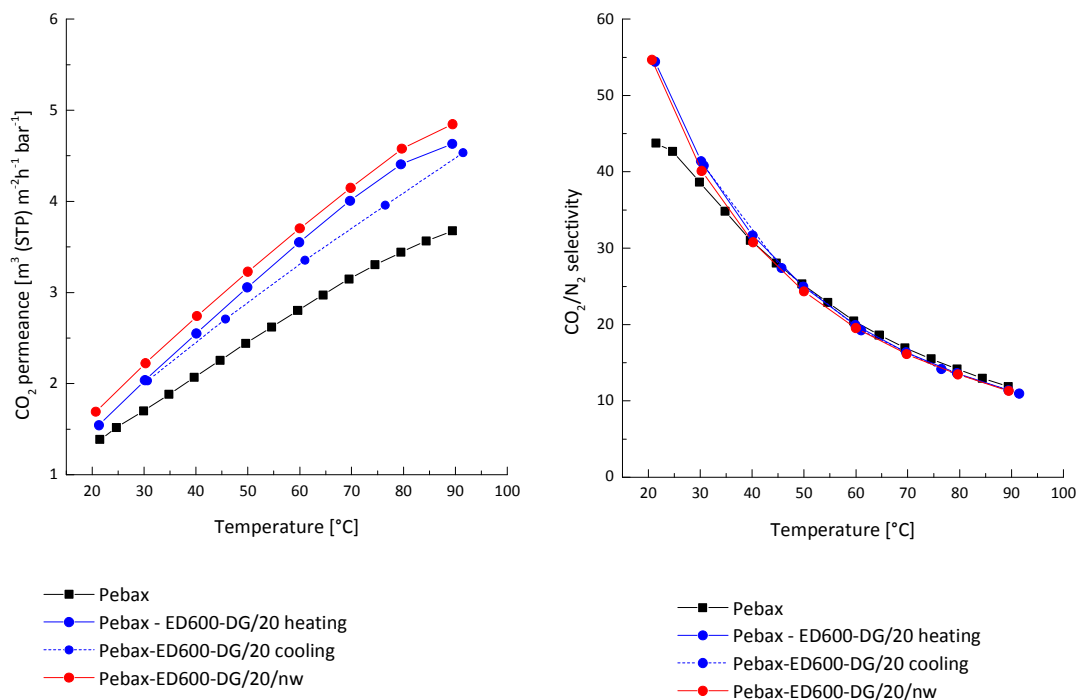 6
5
4
3
2
1
CO₂ permeance [m³ (STP) m⁻²h⁻¹ bar⁻¹]
20 30 40 50 60 70 80 90 100
Temperature [°C]
Pebax
Pebax - ED600-DG/20 heating
Pebax-ED600-DG/20 cooling
Pebax-ED600-DG/20/nw
60
50
40
30
20
10
0
CO₂/N₂ selectivity
20 30 40 50 60 70 80 90 100
Temperature [°C]
Pebax
Pebax - ED600-DG/20 heating
Pebax-ED600-DG/20 cooling
Pebax-ED600-DG/20/nw